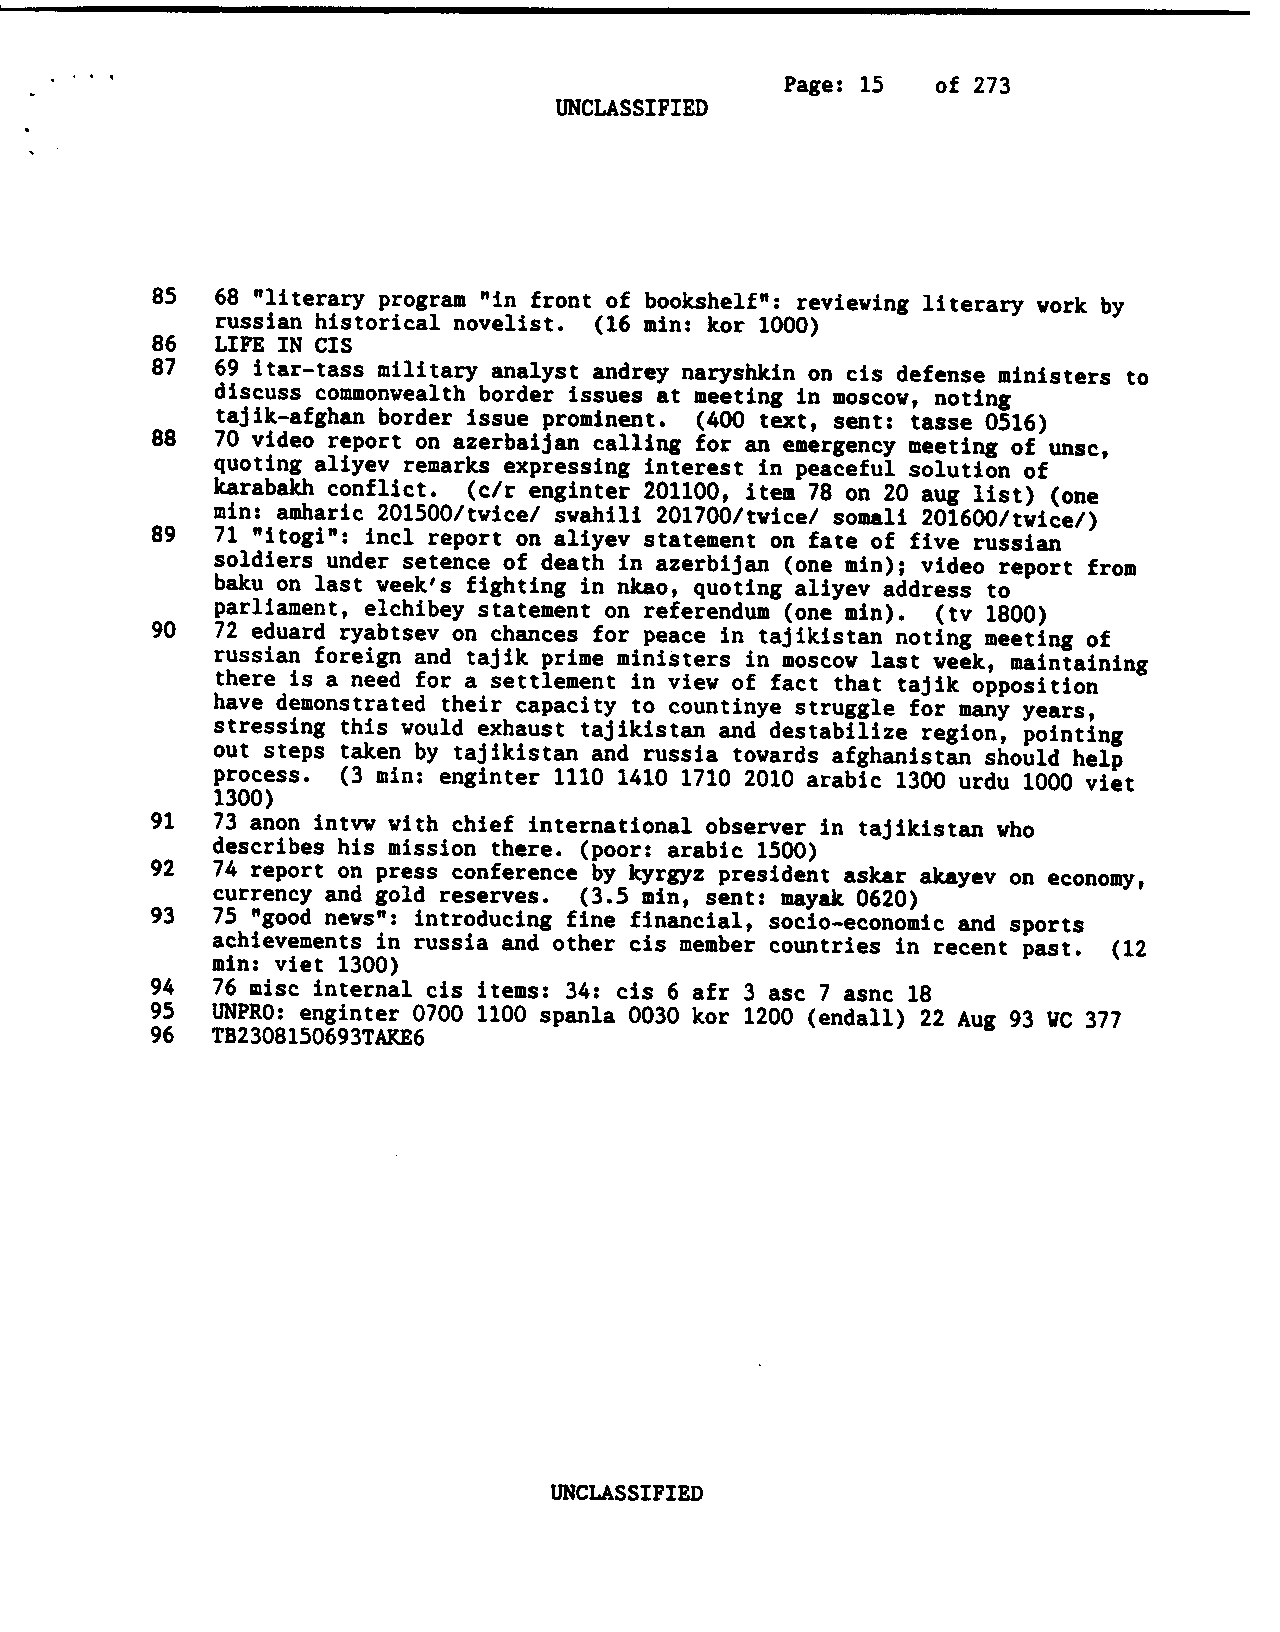 Page: 15 of 273
UNCLASSIFIED
85 68 "literary program "in front of bookshelf": reviewing literary work by
russian historical novelist. (16 min: kor 1000)
86 LIFE IN CIS
87 69 itar-tass military analyst andrey naryshkin on cis defense ministers to
discuss commonwealth border issues at meeting in moscow, noting
tajik-afghan border issue prominent. (400 text, sent: tasse 0516)
88 70 video report on azerbaijan calling for an emergency meeting of unsc,
quoting aliyev remarks expressing interest in peaceful solution of
karabakh conflict. (c/r enginter 201100, item 78 on 20 aug list) (one
min: amharic 201500/twice/ swahili 201700/twice/ somali 201600/twice/)
89 71 "itogi": incl report on aliyev statement on fate of five russian
soldiers under setence of death in azerbijan (one min); video report from
baku on last week's fighting in nkao, quoting aliyev address to
parliament, elchibey statement on referendum (one min). (tv 1800)
90 72 eduard ryabtsev on chances for peace in tajikistan noting meeting of
russian foreign and tajik prime ministers in moscow last week, maintaining
there is a need for a settlement in view of fact that tajik opposition
have demonstrated their capacity to countinye struggle for many years,
stressing this would exhaust tajikistan and destabilize region, pointing
out steps taken by tajikistan and russia towards afghanistan should help
process. (3 min: enginter 1110 1410 1710 2010 arabic 1300 urdu 1000 viet
1300)
91 73 anon intvw with chief international observer in tajikistan who
describes his mission there. (poor: arabic 1500)
92 74 report on press conference by kyrgyz president askar akayev on economy,
currency and gold reserves. (3.5 min, sent: mayak 0620)
93 75 "good news": introducing fine financial, socio-economic and sports
achievements in russia and other cis member countries in recent past. (12
min: viet 1300)
94 76 misc internal cis items: 34: cis 6 afr 3 asc 7 asnc 18
95 UNPRO: enginter 0700 1100 spanla 0030 kor 1200 (endall) 22 Aug 93 WC 377
96 TB2308150693TAKE6
UNCLASSIFIED